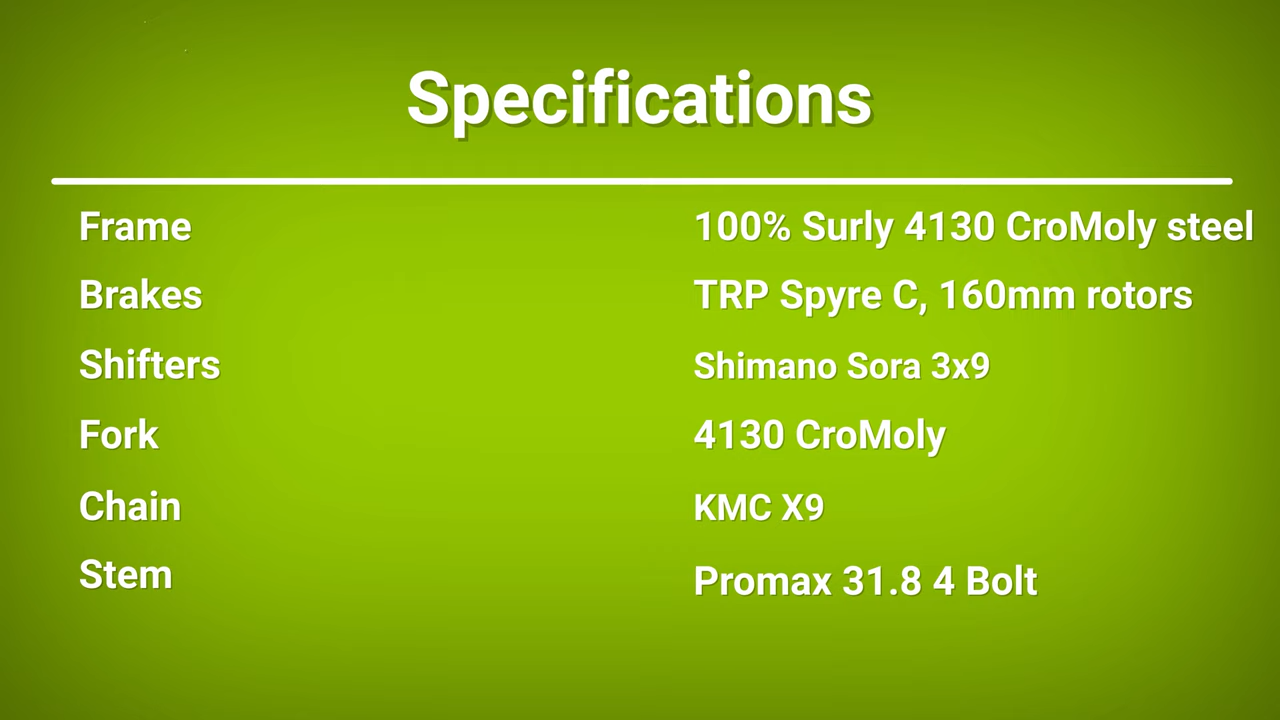 Specifications
Frame 100% Surly 4130 CroMoly steel
Brakes TRP Spyre C, 160mm rotors
Shifters Shimano Sora 3x9
Fork 4130 CroMoly
Chain KMC X9
Stem Promax 31.8 4 Bolt